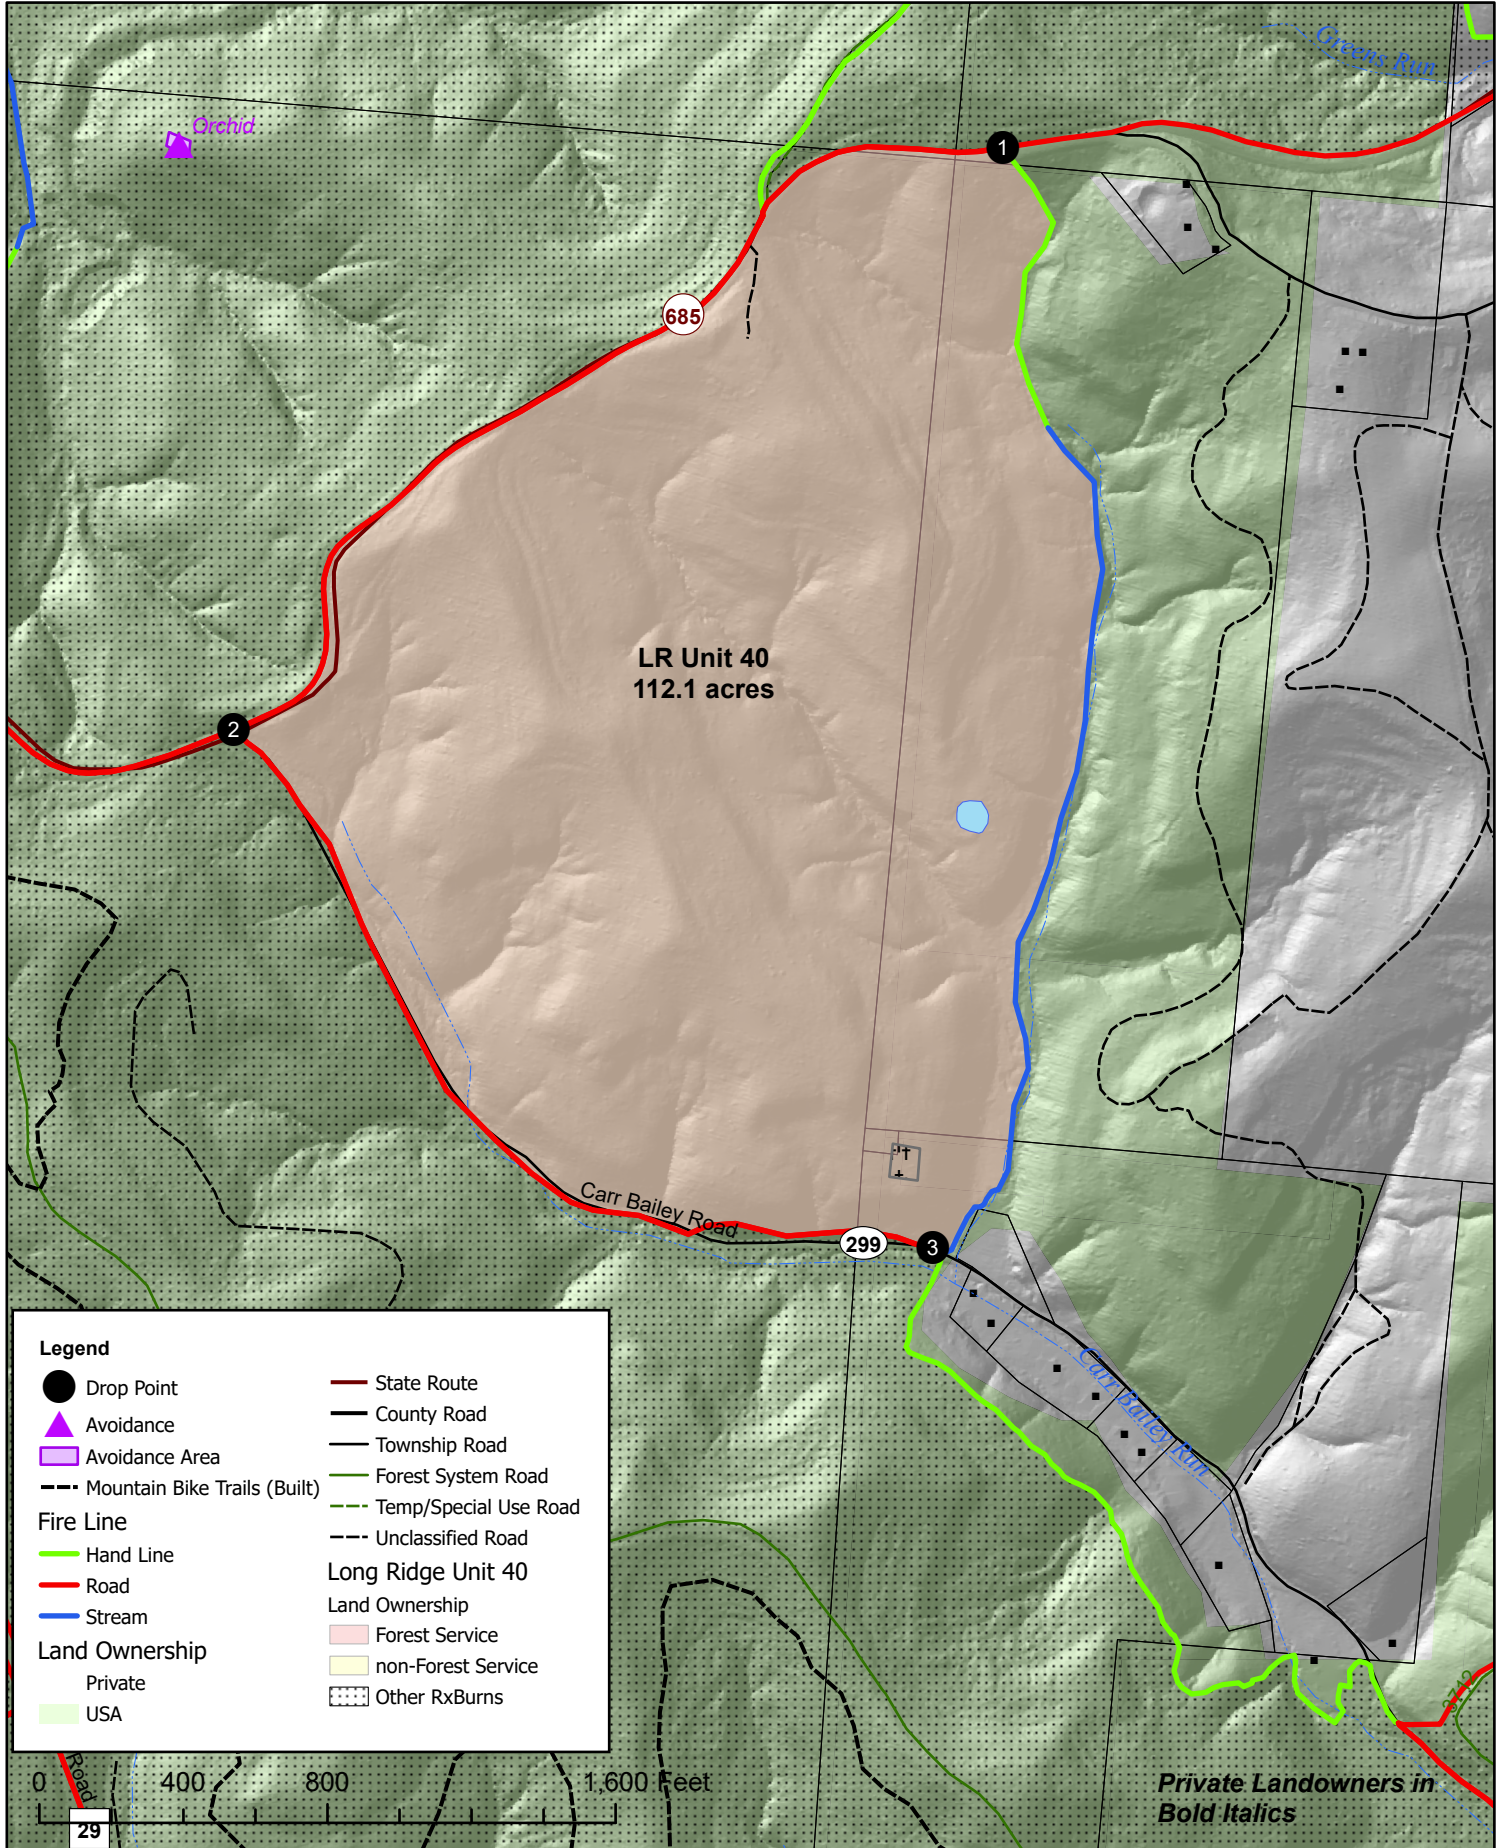 Greens Run
Orchid
1
685
LR Unit 40
112.1 acres
2
Carr Bailey Road
299
3
Carr Bailey Run
Legend
Drop Point
Avoidance
Avoidance Area
Mountain Bike Trails (Built)
Fire Line
Hand Line
Road
Stream
Land Ownership
Private
USA
State Route
County Road
Township Road
Forest System Road
Temp/Special Use Road
Unclassified Road
Long Ridge Unit 40
Land Ownership
Forest Service
non-Forest Service
Other RxBurns
Road
0 400 800 1,600 Feet
29
Private Landowners in
Bold Italics